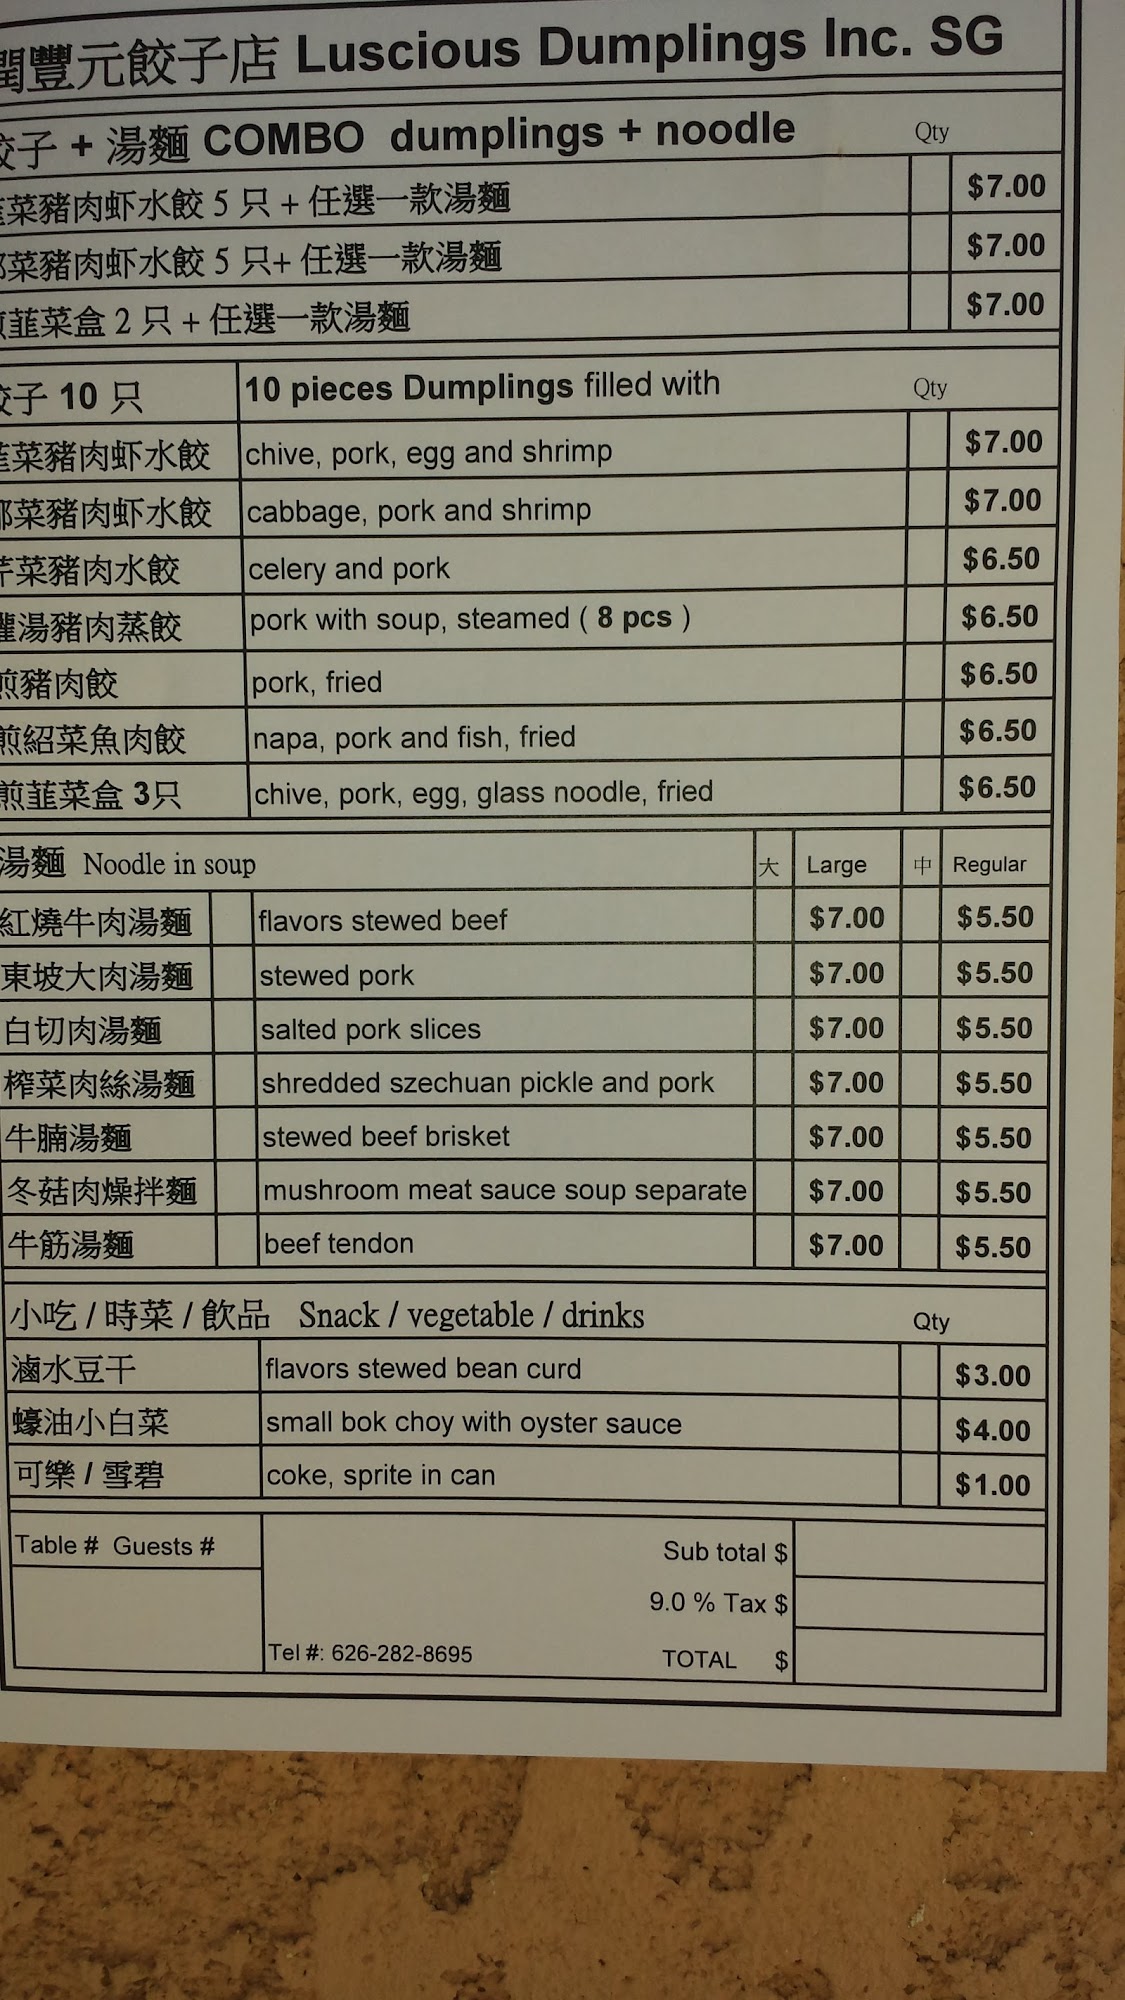 潤豐元餃子店 Luscious Dumplings Inc. SG
餃子 + 湯麵 COMBO dumplings + noodle Qty
韮菜豬肉虾水餃 5 只 + 任選一款湯麵 $7.00
椰菜豬肉虾水餃 5 只+ 任選一款湯麵 $7.00
煎韮菜盒 2 只 + 任選一款湯麵 $7.00
餃子 10 只 10 pieces Dumplings filled with Qty
韮菜豬肉虾水餃 chive, pork, egg and shrimp $7.00
椰菜豬肉虾水餃 cabbage, pork and shrimp $7.00
芹菜豬肉水餃 celery and pork $6.50
灌湯豬肉蒸餃 pork with soup, steamed ( 8 pcs ) $6.50
煎豬肉餃 pork, fried $6.50
煎紹菜魚肉餃 napa, pork and fish, fried $6.50
煎韮菜盒 3只 chive, pork, egg, glass noodle, fried $6.50
湯麵 Noodle in soup 大 Large 中 Regular
紅燒牛肉湯麵 flavors stewed beef $7.00 $5.50
東坡大肉湯麵 stewed pork $7.00 $5.50
白切肉湯麵 salted pork slices $7.00 $5.50
榨菜肉絲湯麵 shredded szechuan pickle and pork $7.00 $5.50
牛腩湯麵 stewed beef brisket $7.00 $5.50
冬菇肉燥拌麵 mushroom meat sauce soup separate $7.00 $5.50
牛筋湯麵 beef tendon $7.00 $5.50
小吃 / 時菜 / 飲品 Snack / vegetable / drinks Qty
滷水豆干 flavors stewed bean curd $3.00
蠔油小白菜 small bok choy with oyster sauce $4.00
可樂 / 雪碧 coke, sprite in can $1.00
Table # Guests # Sub total $
9.0 % Tax $
Tel #: 626-282-8695 TOTAL $